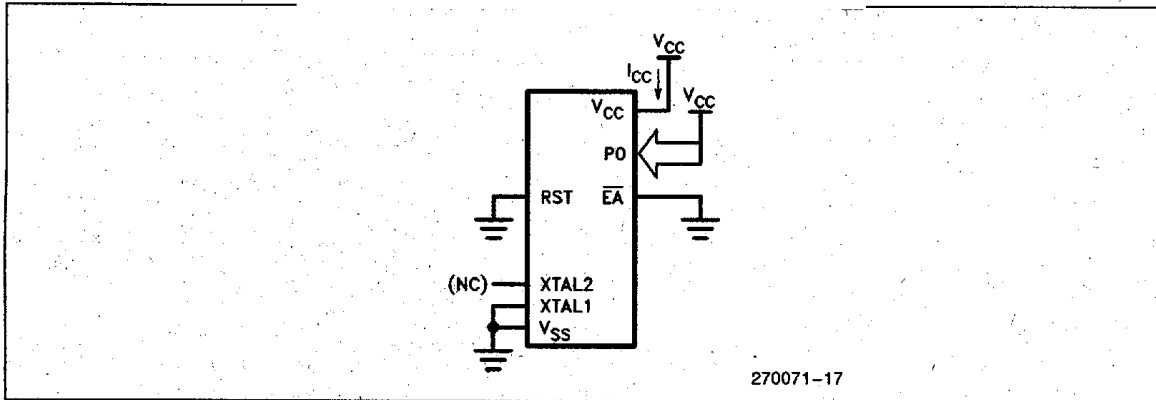 VCC
ICC
VCC
VCC
P0
RST
EA
(NC)
XTAL2
XTAL1
VSS
270071-17